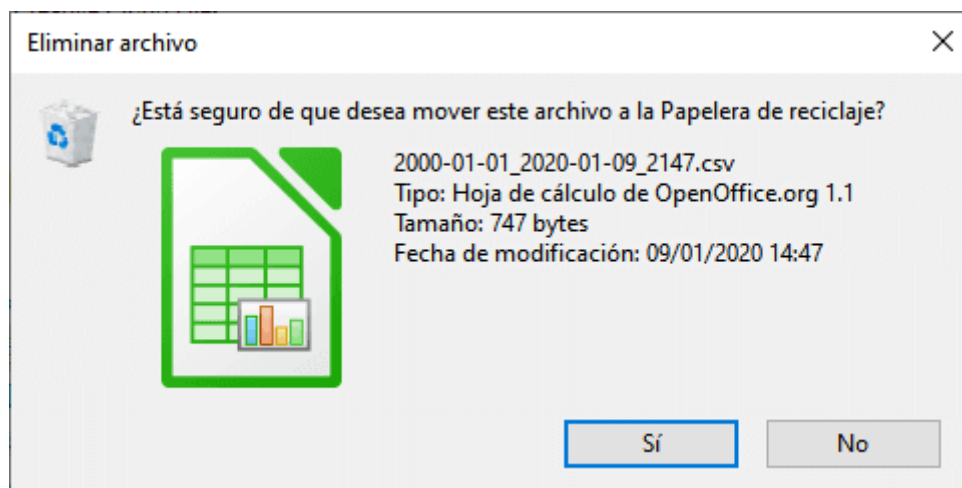 Eliminar archivo
¿Está seguro de que desea mover este archivo a la Papelera de reciclaje?
2000-01-01_2020-01-09_2147.csv
Tipo: Hoja de cálculo de OpenOffice.org 1.1
Tamaño: 747 bytes
Fecha de modificación: 09/01/2020 14:47
Sí
No